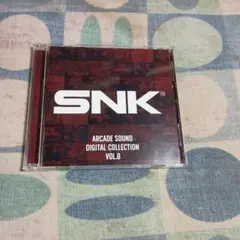 SNK®
ARCADE SOUND
DIGITAL COLLECTION
VOL.8